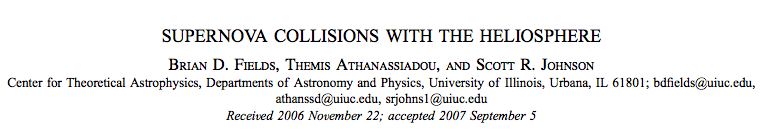 SUPERNOVA COLLISIONS WITH THE HELIOSPHERE
Brian D. Fields, Themis Athanassiadou, and Scott R. Johnson
Center for Theoretical Astrophysics, Departments of Astronomy and Physics, University of Illinois, Urbana, IL 61801; bdfields@uiuc.edu,
athanssd@uiuc.edu, srjohns1@uiuc.edu
Received 2006 November 22; accepted 2007 September 5